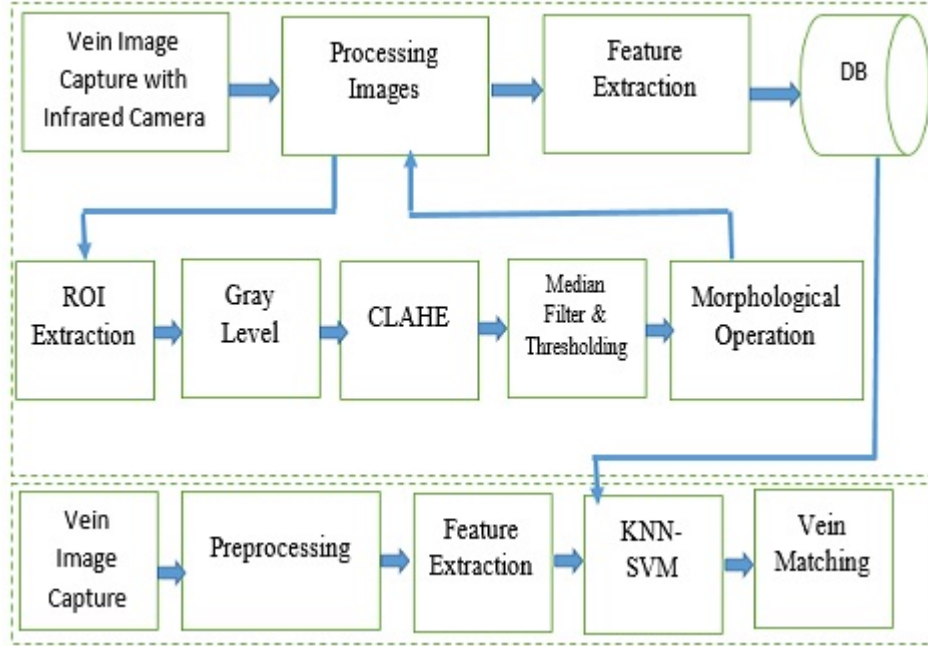 Vein Image
Capture with
Infrared Camera
Processing
Images
Feature
Extraction
DB
ROI
Extraction
Gray
Level
CLAHE
Median
Filter &
Thresholding
Morphological
Operation
Vein
Image
Capture
Preprocessing
Feature
Extraction
KNN-
SVM
Vein
Matching